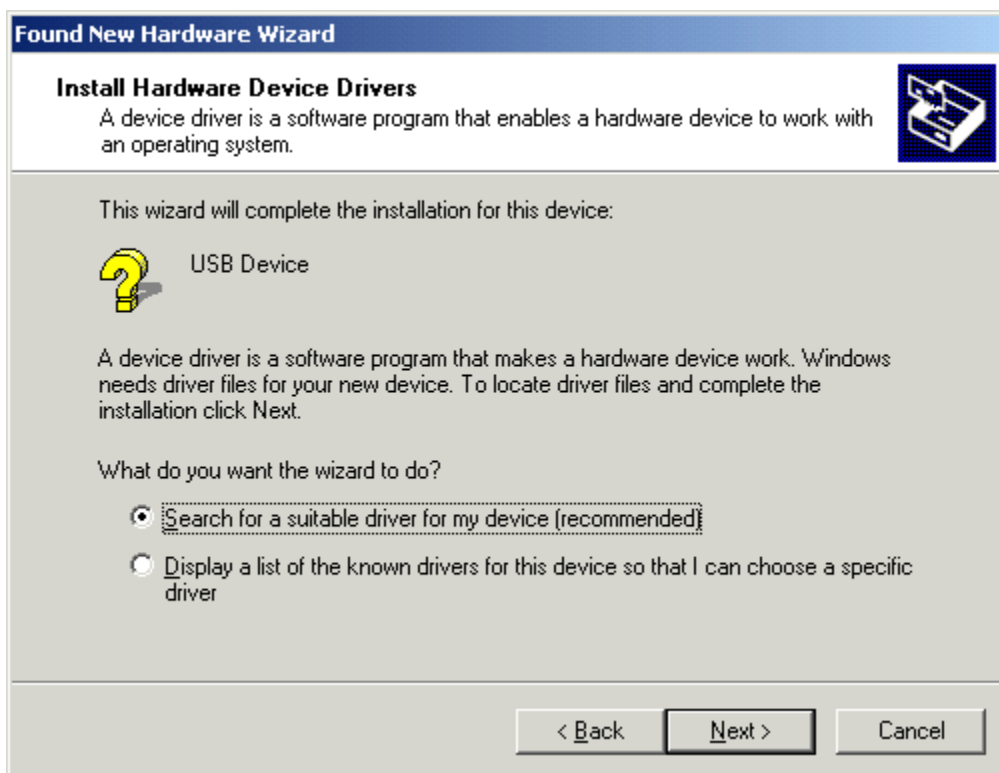 Found New Hardware Wizard
Install Hardware Device Drivers
A device driver is a software program that enables a hardware device to work with
an operating system.
This wizard will complete the installation for this device:
USB Device
A device driver is a software program that makes a hardware device work. Windows
needs driver files for your new device. To locate driver files and complete the
installation click Next.
What do you want the wizard to do?
Search for a suitable driver for my device (recommended)
Display a list of the known drivers for this device so that I can choose a specific
driver
< Back Next > Cancel